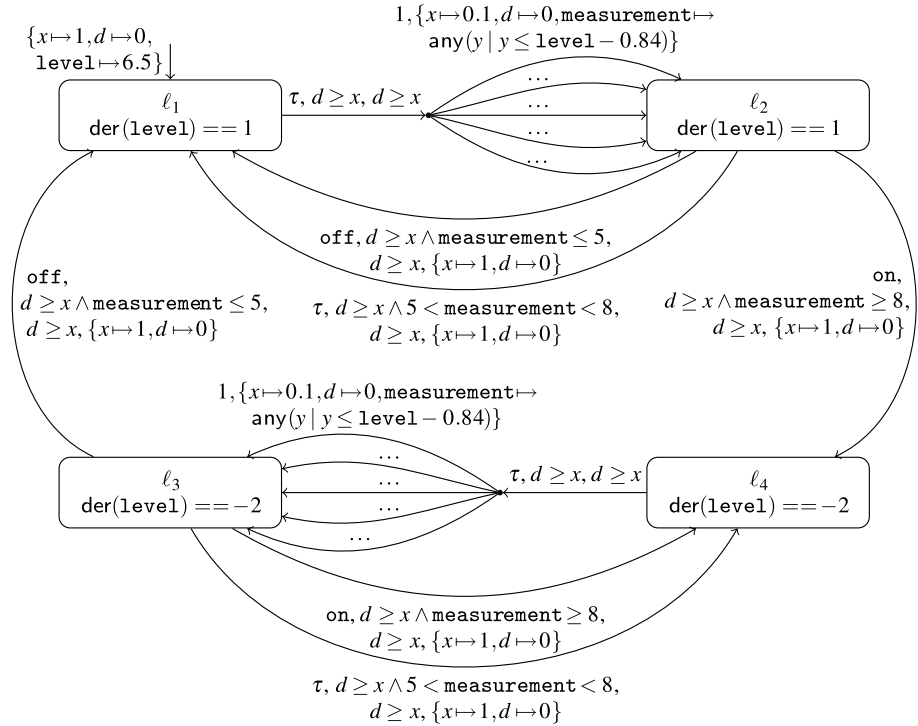 1,{x↦0.1,d↦0,measurement↦
any(y | y ≤ level − 0.84)}
{x↦1,d↦0,
level↦6.5}
ℓ1
der(level) == 1
τ, d ≥ x, d ≥ x
...
...
...
...
ℓ2
der(level) == 1
off, d ≥ x ∧ measurement ≤ 5,
d ≥ x, {x↦1,d↦0}
τ, d ≥ x ∧ 5 < measurement < 8,
d ≥ x, {x↦1,d↦0}
off,
d ≥ x ∧ measurement ≤ 5,
d ≥ x, {x↦1,d↦0}
on,
d ≥ x ∧ measurement ≥ 8,
d ≥ x, {x↦1,d↦0}
1,{x↦0.1,d↦0,measurement↦
any(y | y ≤ level − 0.84)}
ℓ3
der(level) == −2
...
...
...
τ, d ≥ x, d ≥ x
ℓ4
der(level) == −2
on, d ≥ x ∧ measurement ≥ 8,
d ≥ x, {x↦1,d↦0}
τ, d ≥ x ∧ 5 < measurement < 8,
d ≥ x, {x↦1,d↦0}